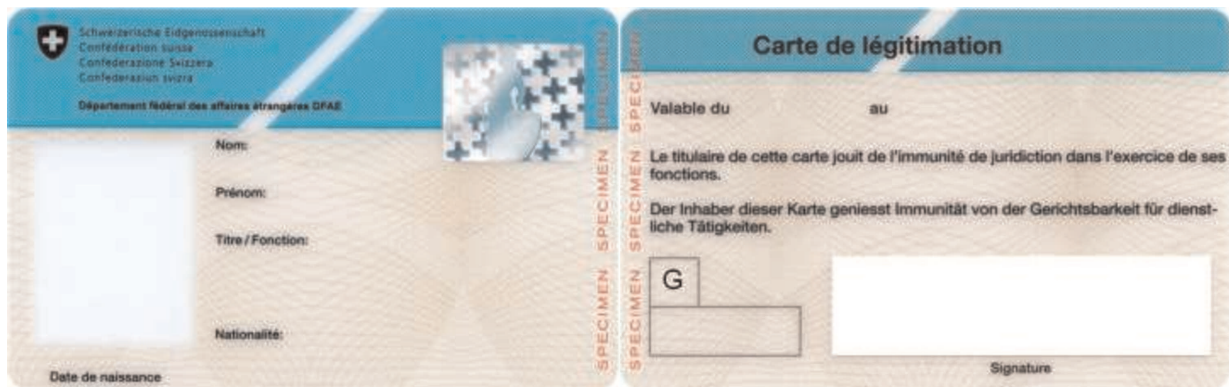 Schweizerische Eidgenossenschaft
Confédération suisse
Confederazione Svizzera
Confederaziun svizra
Département fédéral des affaires étrangères DFAE
Nom:
Prénom:
Titre / Fonction:
Nationalité:
Date de naissance
SPECIMEN SPECIMEN SPECIMEN
SPECIMEN SPECIMEN SPECIMEN
Carte de légitimation
Valable du au
Le titulaire de cette carte jouit de l'immunité de juridiction dans l'exercice de ses
fonctions.
Der Inhaber dieser Karte geniesst Immunität von der Gerichtsbarkeit für dienst-
liche Tätigkeiten.
G
Signature